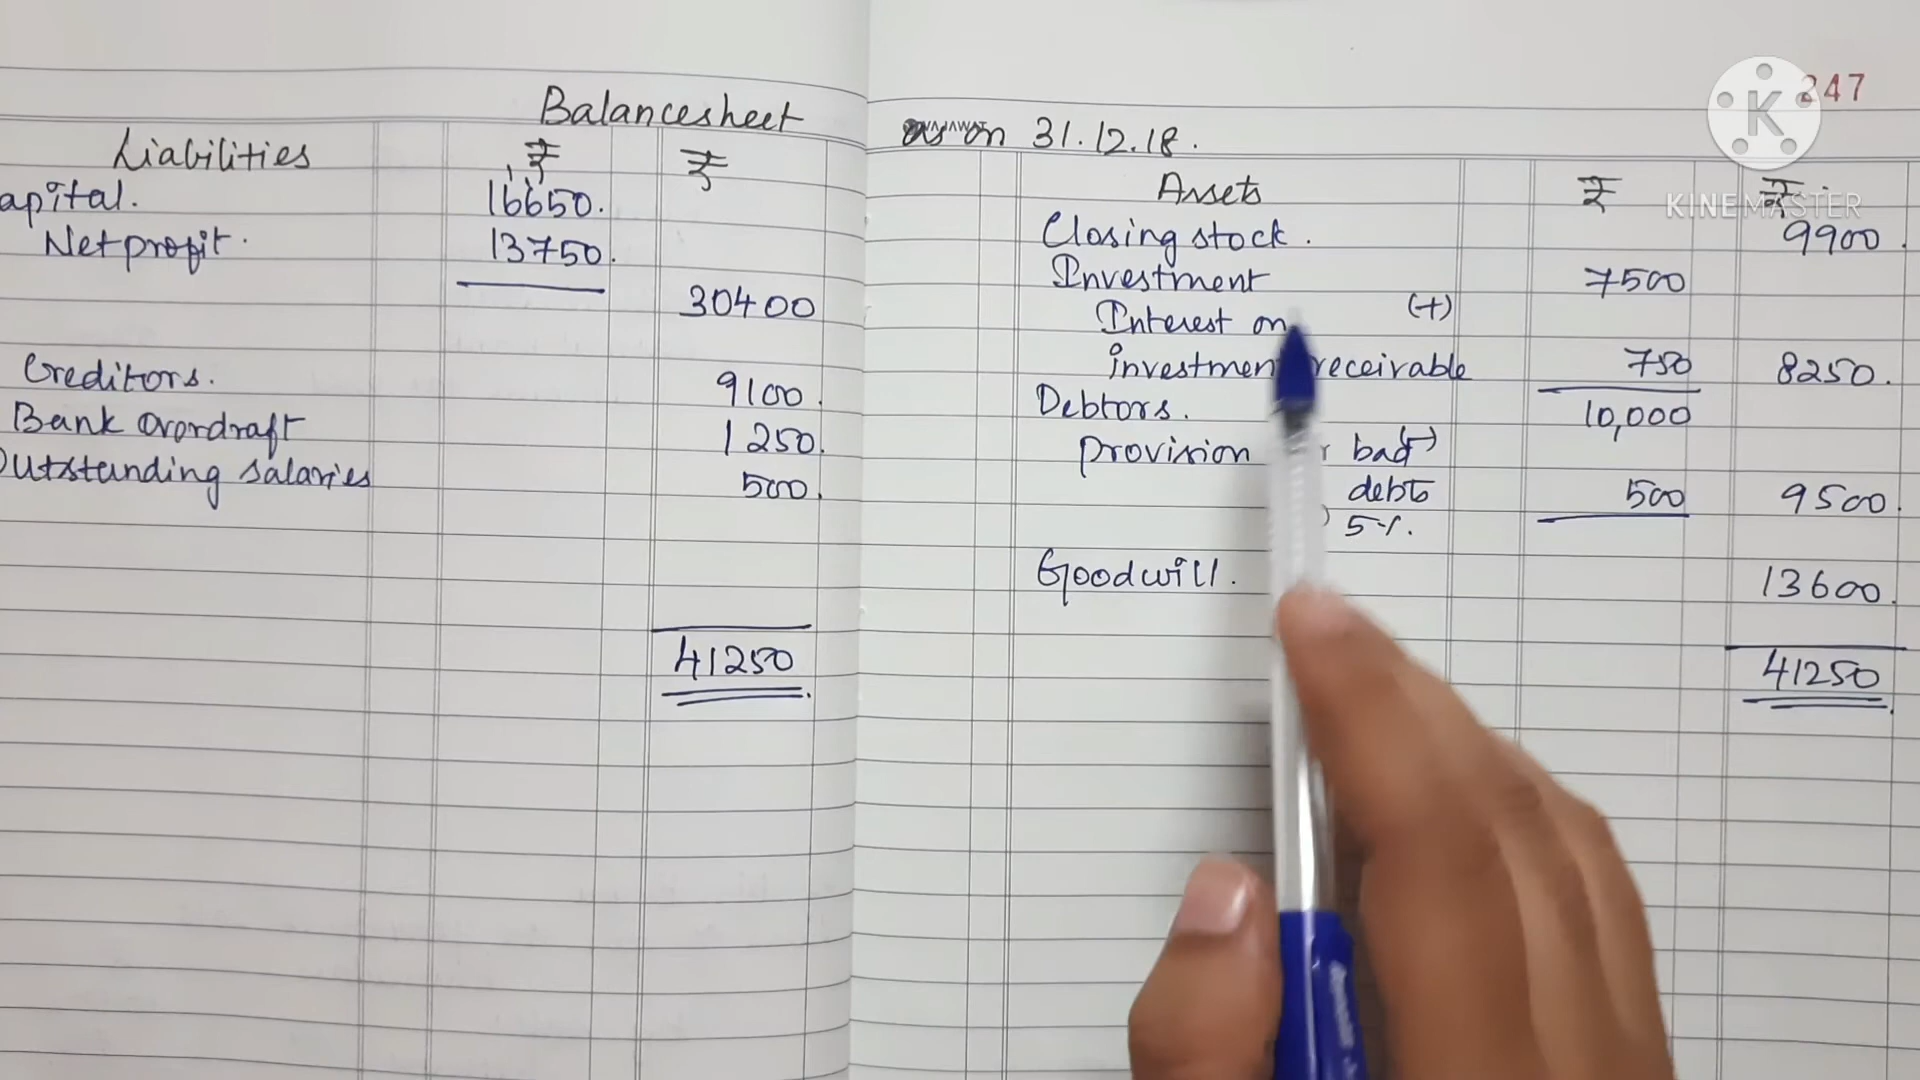 Balancesheet as on 31.12.18.
247
KINEMASTER
Liabilities ₹ ₹
apital. 16650.
Netprofit. 13750.
30400
Creditors. 9100.
Bank Overdraft 1250.
Outstanding salaries 500.
41250
Assets ₹ ₹
Closing stock. 9900.
Investment 7500
Interest on (+)
investment receivable 750 8250.
Debtors. 10,000
Provision bad (-)
debts 500 9500.
5%.
Goodwill. 13600.
41250